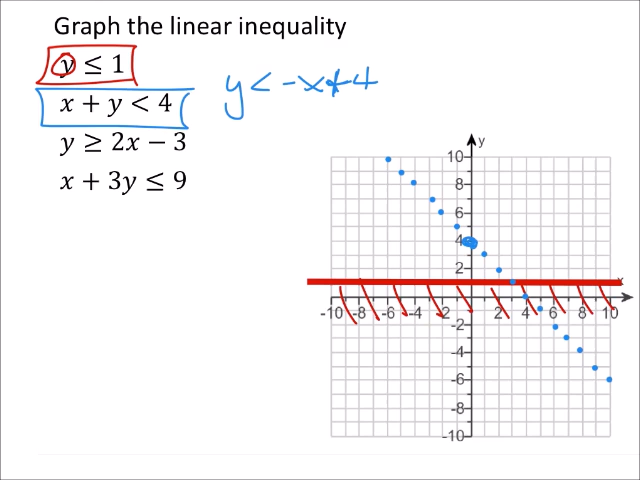 Graph the linear inequality
y ≤ 1
x + y < 4
y < -x + 4
y ≥ 2x − 3
x + 3y ≤ 9
y
10
8
6
4
2
x
-10 -8 -6 -4 -2 2 4 6 8 10
-2
-4
-6
-8
-10